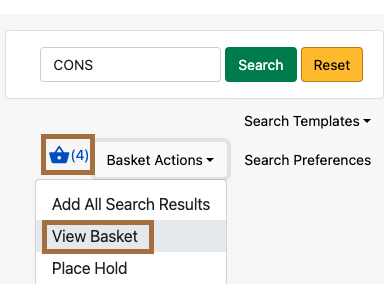 CONS Search Reset
Search Templates
(4) Basket Actions Search Preferences
Add All Search Results
View Basket
Place Hold